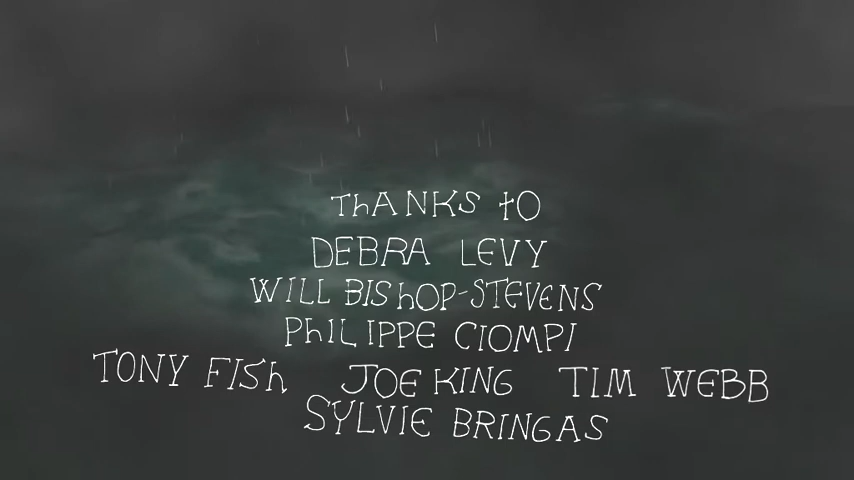 ThANKS tO
DEBRA LEVY
WILL BIShOP-STEVENS
PhILIPPE CIOMPI
TONY FISh JOE KING TIM WEBB
SYLVIE BRINGAS